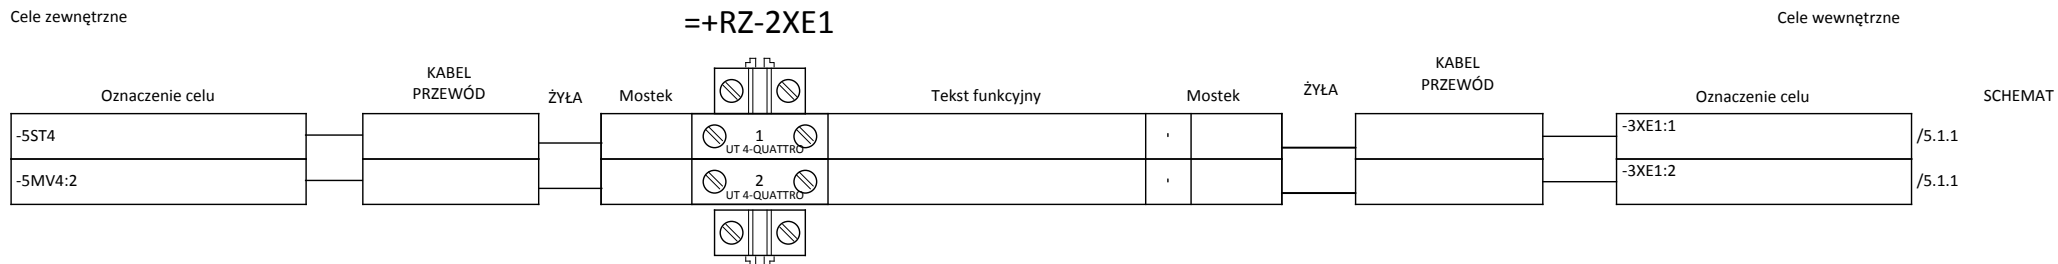 Cele zewnętrzne
=+RZ-2XE1
Cele wewnętrzne
Oznaczenie celu
KABEL
PRZEWÓD
ŻYŁA
Mostek
Tekst funkcyjny
Mostek
ŻYŁA
KABEL
PRZEWÓD
Oznaczenie celu
SCHEMAT
-5ST4
1
UT 4-QUATTRO
-3XE1:1
/5.1.1
-5MV4:2
2
UT 4-QUATTRO
-3XE1:2
/5.1.1